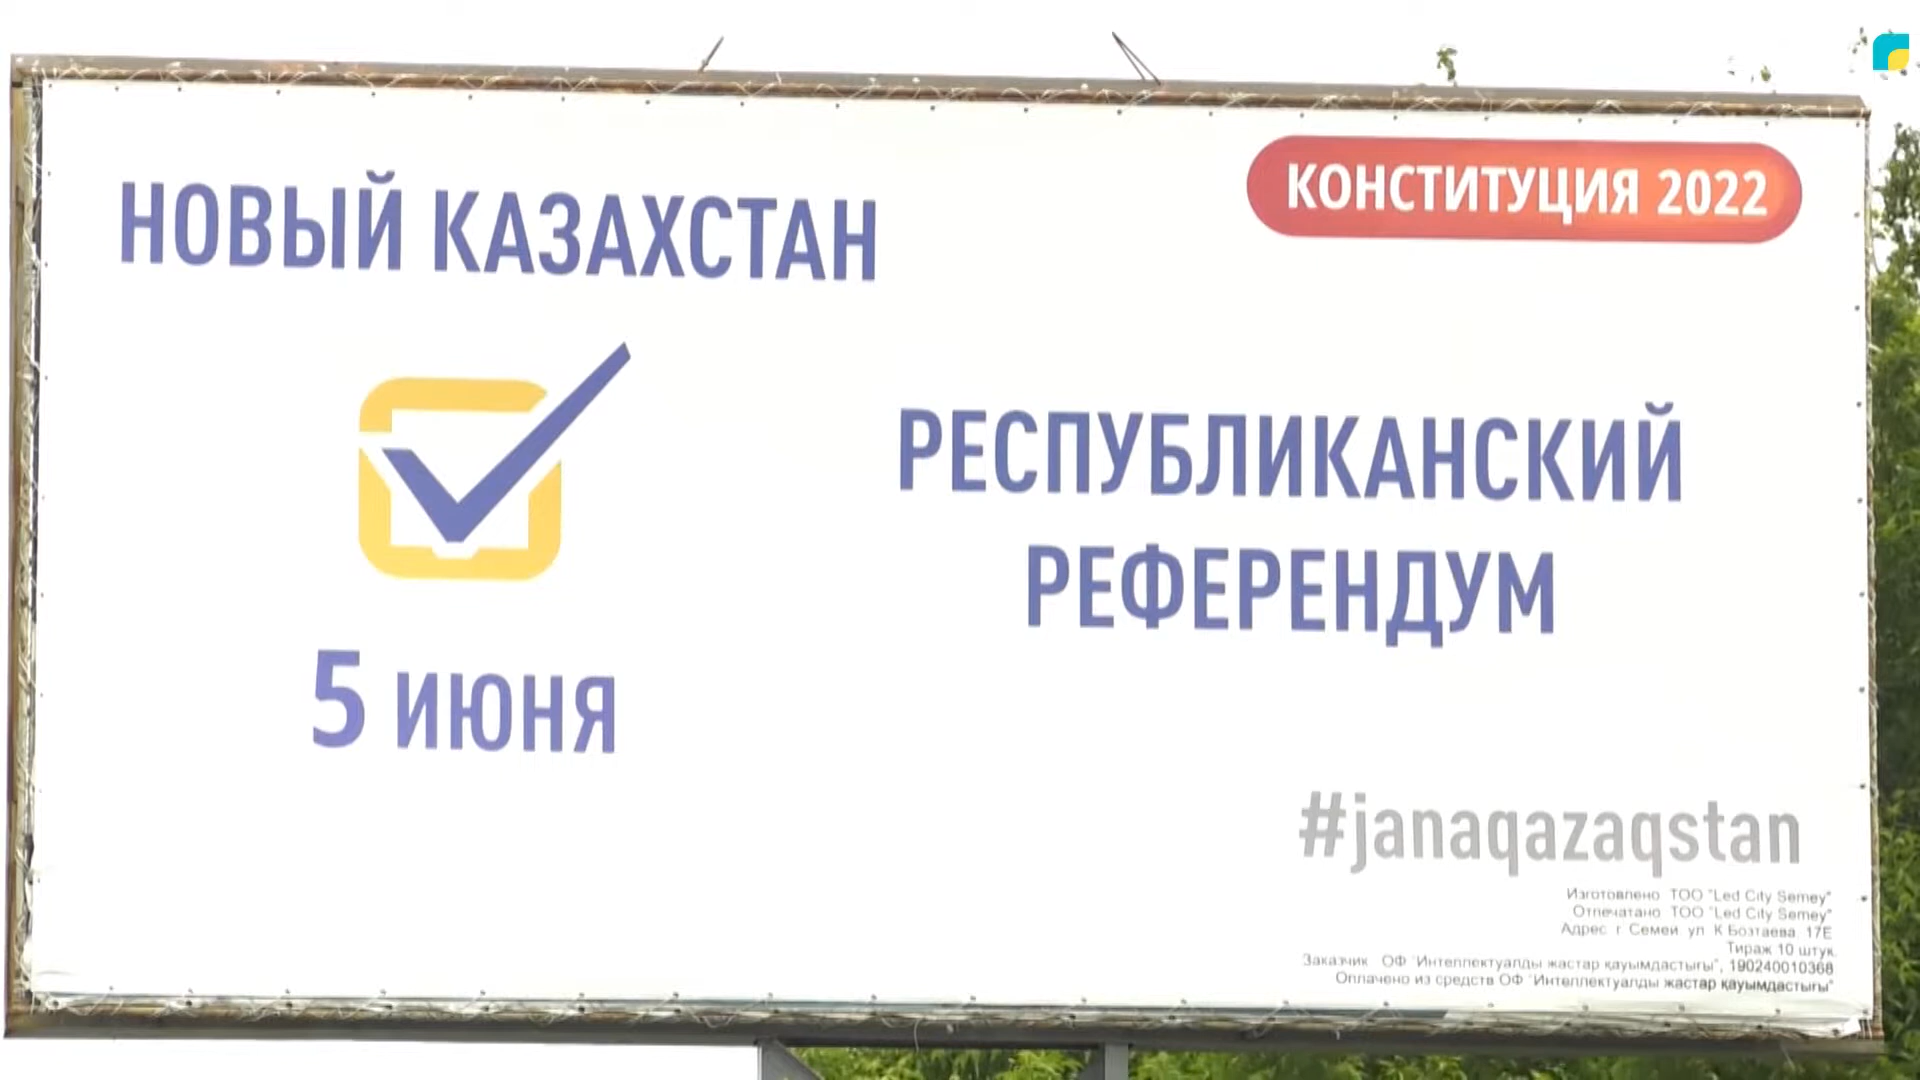 НОВЫЙ КАЗАХСТАН
КОНСТИТУЦИЯ 2022
РЕСПУБЛИКАНСКИЙ
РЕФЕРЕНДУМ
5 ИЮНЯ
#janaqazaqstan
Изготовлено ТОО "Led City Semey"
Отпечатано ТОО "Led City Semey"
Адрес г. Семей ул. К.Бозтаева 17Е
Тираж 10 штук
Заказчик ОФ "Интеллектуалды жастар қауымдастығы", 190240010368
Оплачено из средств ОФ "Интеллектуалды жастар қауымдастығы"